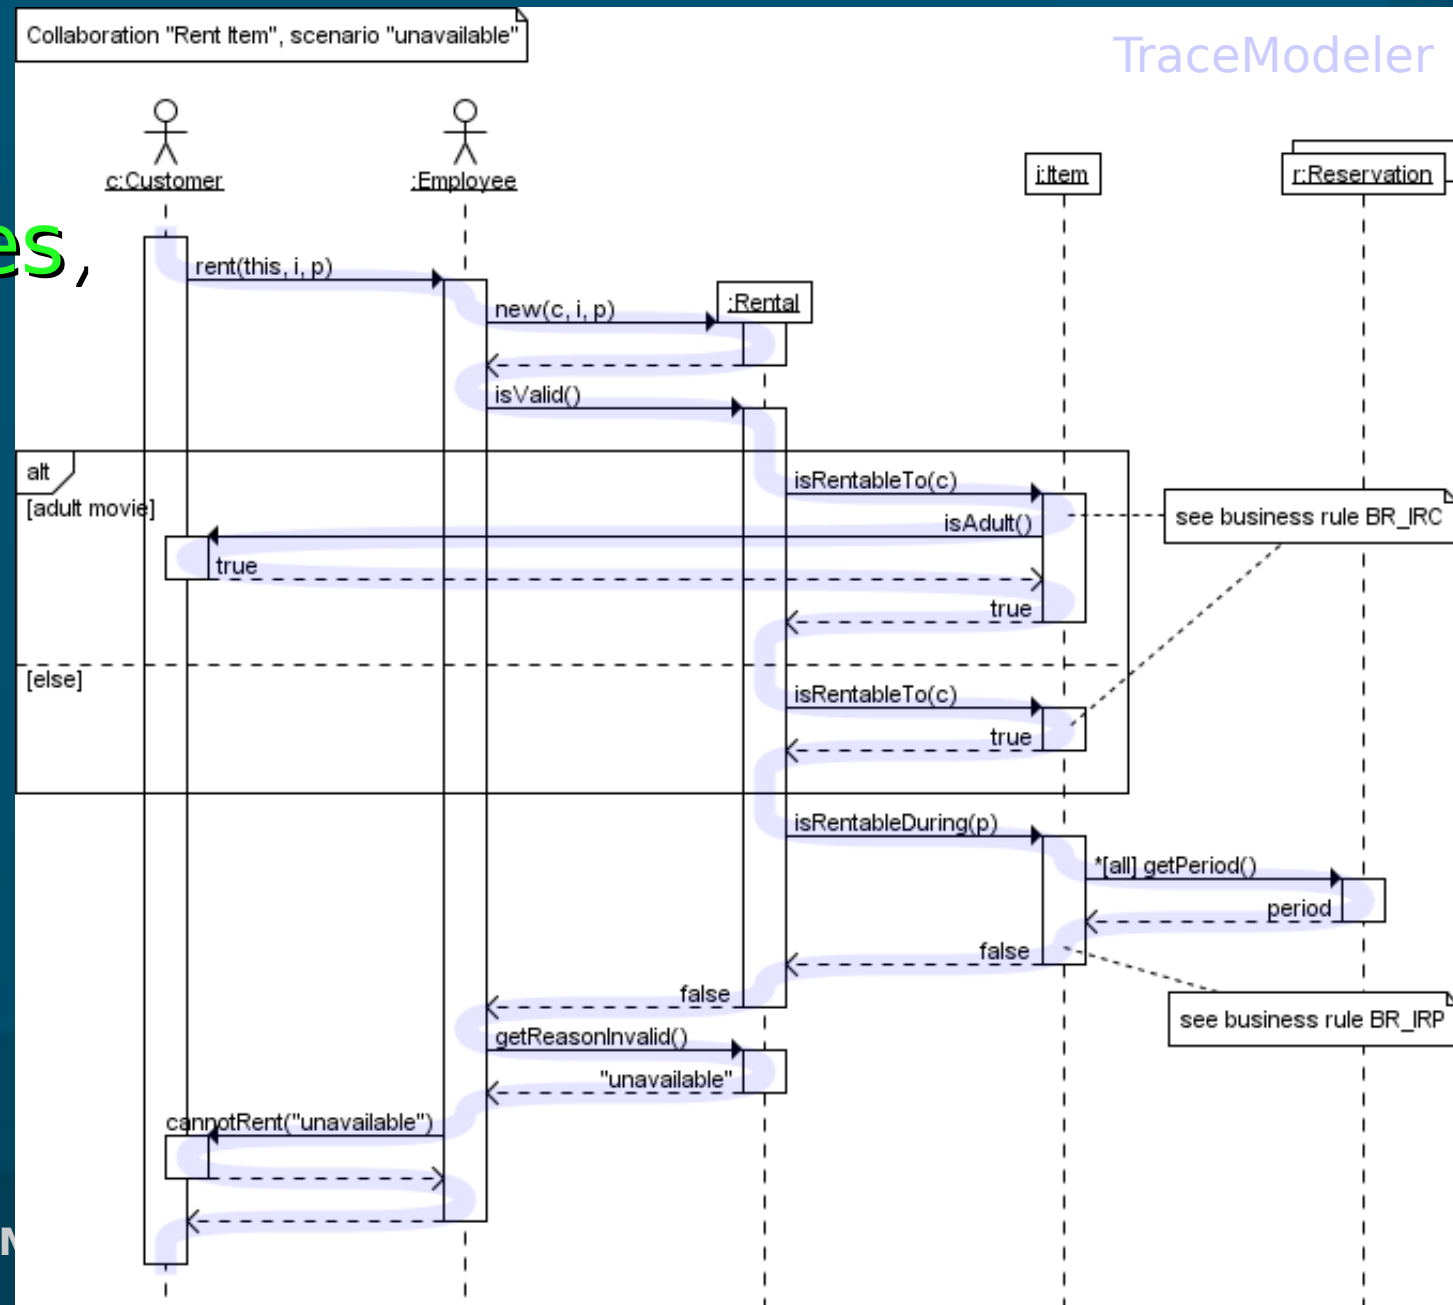 Collaboration "Rent Item", scenario "unavailable"
TraceModeler
c:Customer
:Employee
i:Item
r:Reservation
es,
rent(this, i, p)
new(c, i, p)
:Rental
isValid()
alt
[adult movie]
isRentableTo(c)
see business rule BR_IRC
isAdult()
true
true
[else]
isRentableTo(c)
true
isRentableDuring(p)
*[all] getPeriod()
period
false
false
see business rule BR_IRP
getReasonInvalid()
"unavailable"
cannotRent("unavailable")